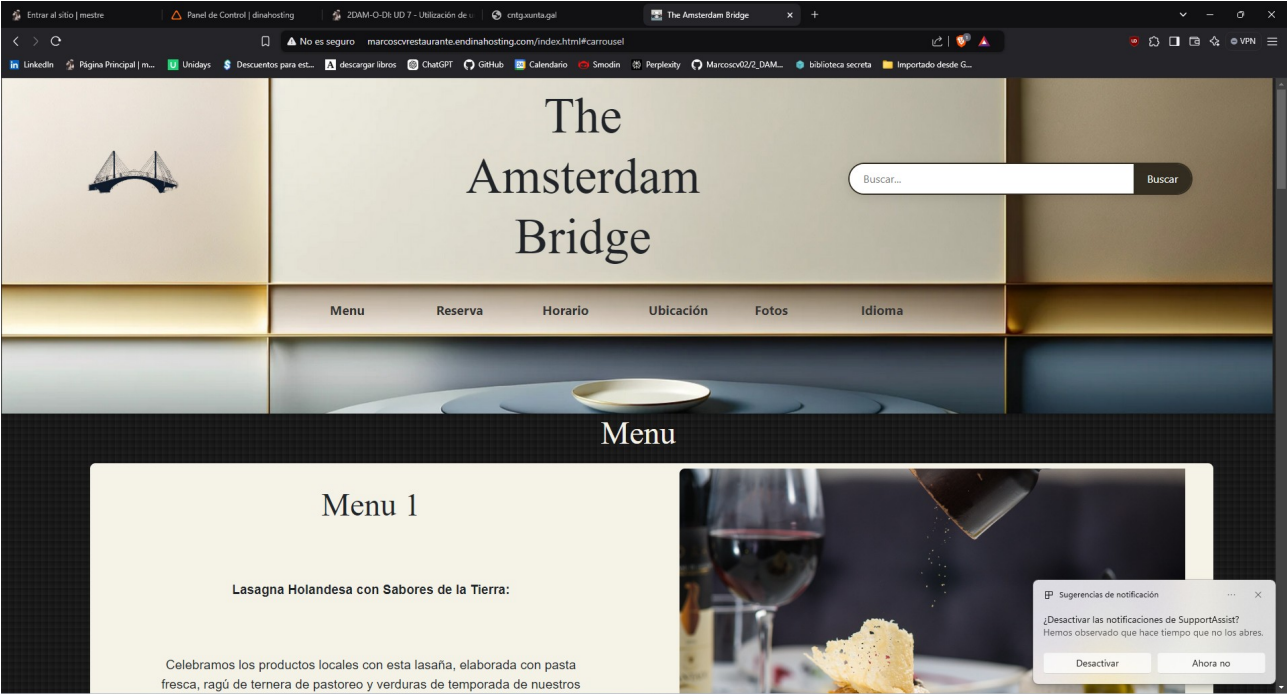 Entrar al sitio | mestre
Panel de Control | dinahosting
2DAM-O-DI: UD 7 - Utilización de u
cntg.xunta.gal
The Amsterdam Bridge
No es seguro marcoscvrestaurante.endinahosting.com/index.html#carrousel
VPN
LinkedIn
Página Principal | m...
Unidays
Descuentos para est...
descargar libros
ChatGPT
GitHub
Calendario
Smodin
Perplexity
Marcoscv02/2_DAM...
biblioteca secreta
Importado desde G...
The
Amsterdam
Bridge
Buscar...
Buscar
Menu
Reserva
Horario
Ubicación
Fotos
Idioma
Menu
Menu 1
Lasagna Holandesa con Sabores de la Tierra:
Celebramos los productos locales con esta lasaña, elaborada con pasta
fresca, ragú de ternera de pastoreo y verduras de temporada de nuestros
Sugerencias de notificación
¿Desactivar las notificaciones de SupportAssist?
Hemos observado que hace tiempo que no los abres.
Desactivar
Ahora no